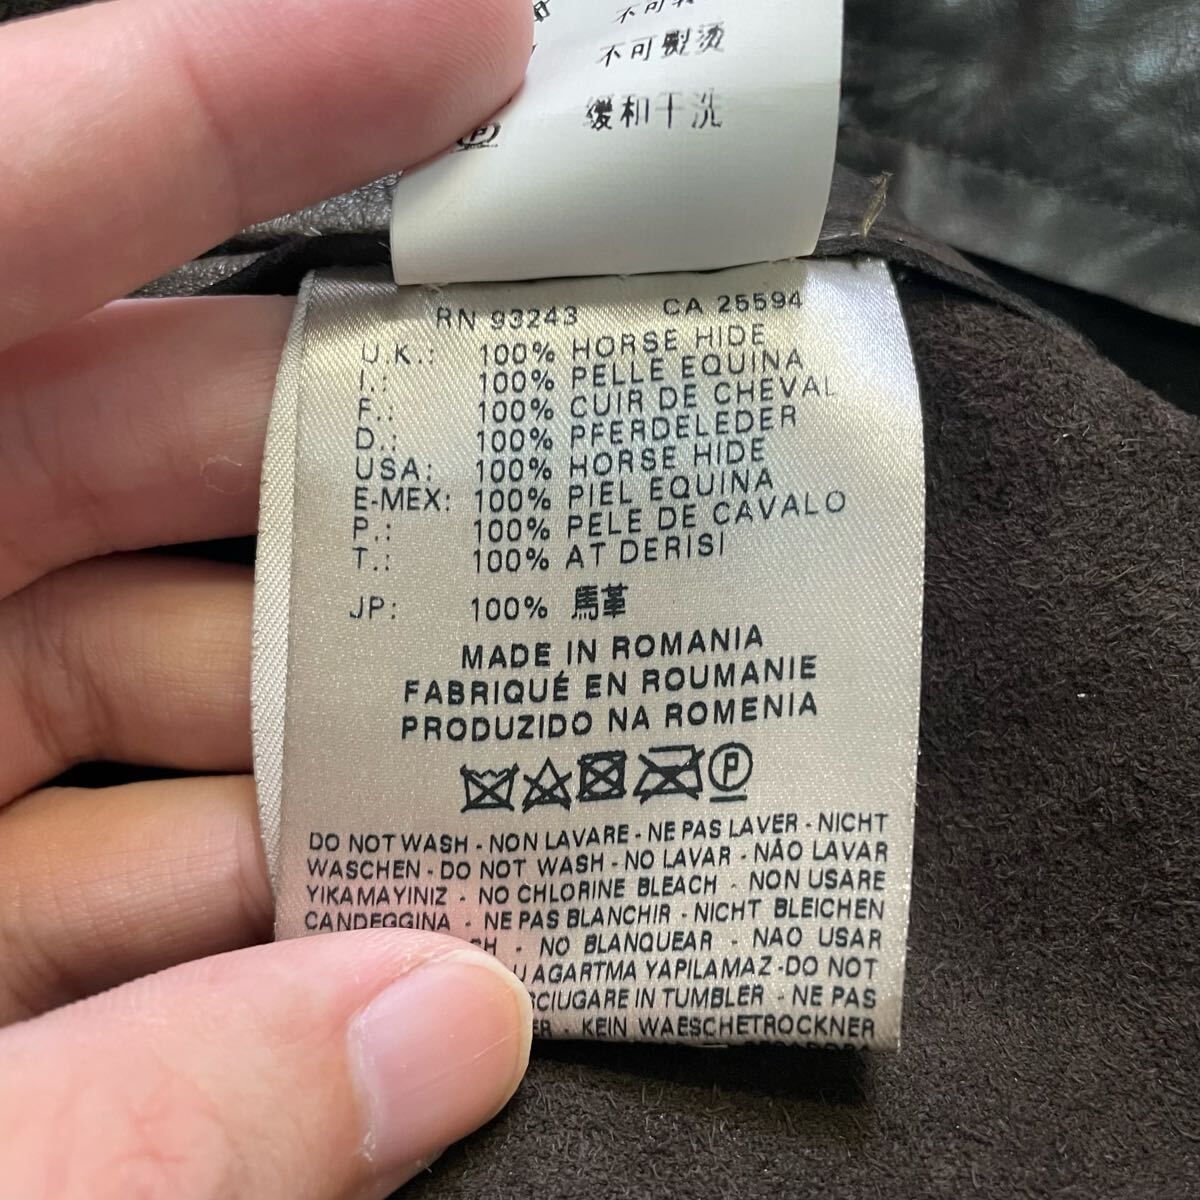 不可熨烫
缓和干洗
RN 93243 CA 25594
U.K.: 100% HORSE HIDE
I.: 100% PELLE EQUINA
F.: 100% CUIR DE CHEVAL
D.: 100% PFERDELEDER
USA: 100% HORSE HIDE
E-MEX: 100% PIEL EQUINA
P.: 100% PELE DE CAVALO
T.: 100% AT DERISI
JP: 100% 馬革
MADE IN ROMANIA
FABRIQUÉ EN ROUMANIE
PRODUZIDO NA ROMENIA
P
DO NOT WASH - NON LAVARE - NE PAS LAVER - NICHT
WASCHEN - DO NOT WASH - NO LAVAR - NÃO LAVAR
YIKAMAYINIZ - NO CHLORINE BLEACH - NON USARE
CANDEGGINA - NE PAS BLANCHIR - NICHT BLEICHEN
- NO BLANQUEAR - NAO USAR
AGARTMA YAPILAMAZ -DO NOT
IN TUMBLER - NE PAS
- KEIN WAESCHETROCKNER